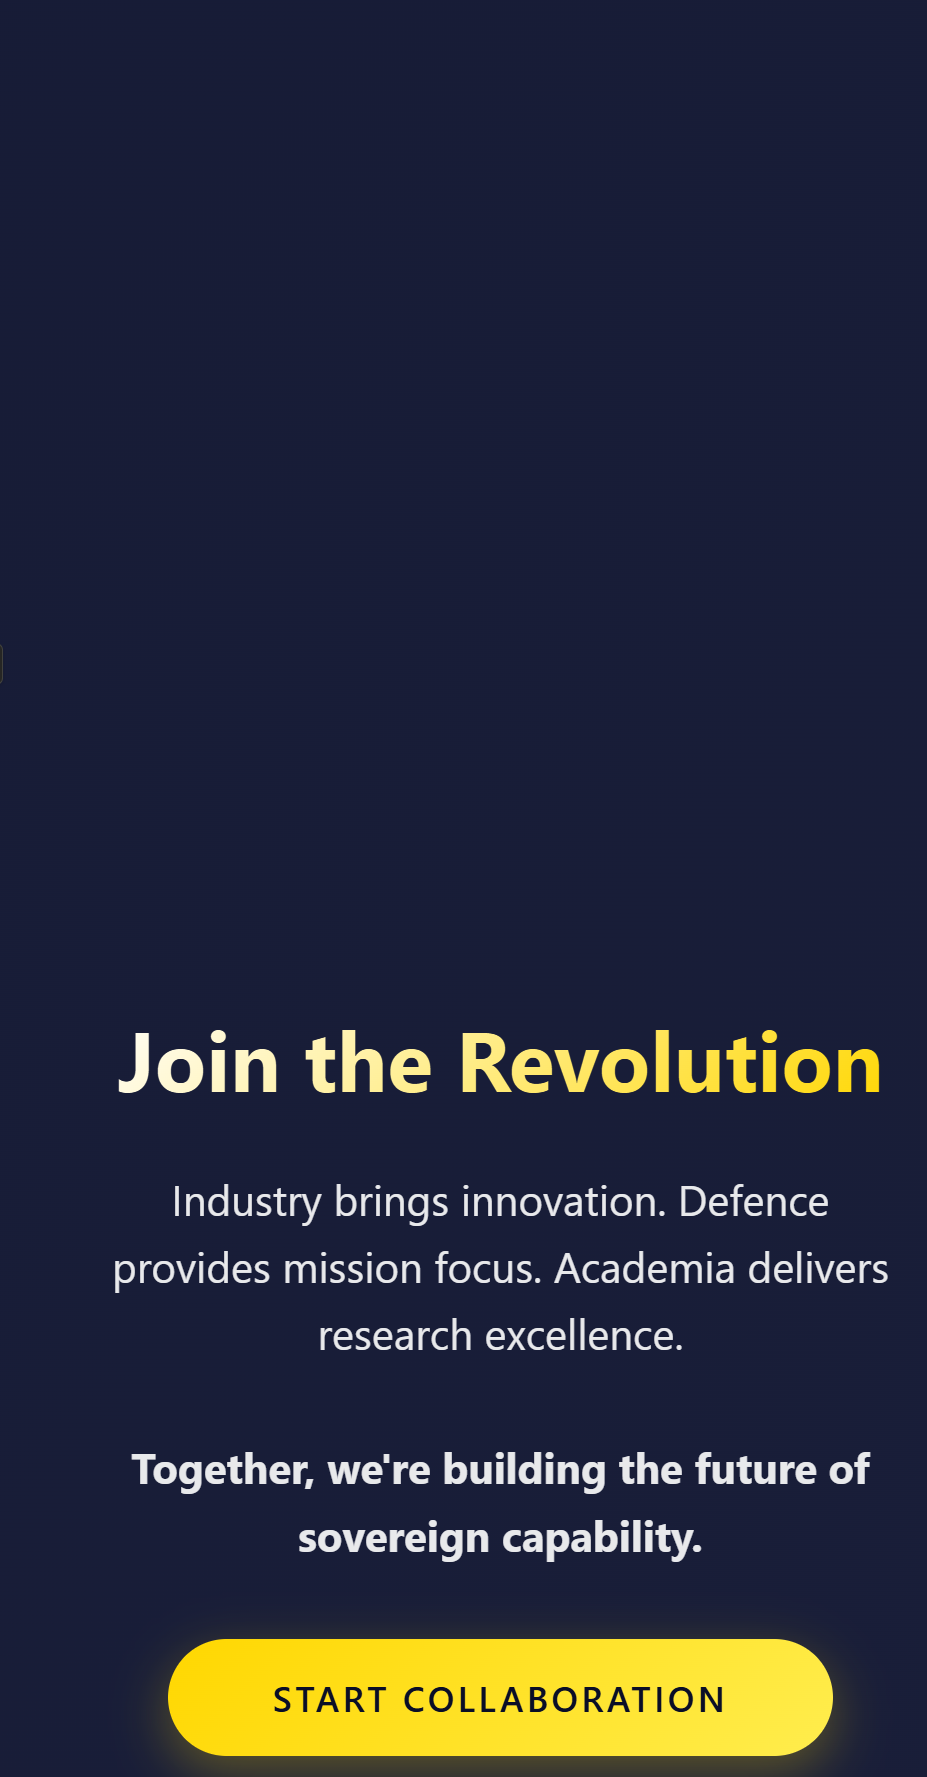 Join the Revolution
Industry brings innovation. Defence
provides mission focus. Academia delivers
research excellence.
Together, we're building the future of
sovereign capability.
START COLLABORATION